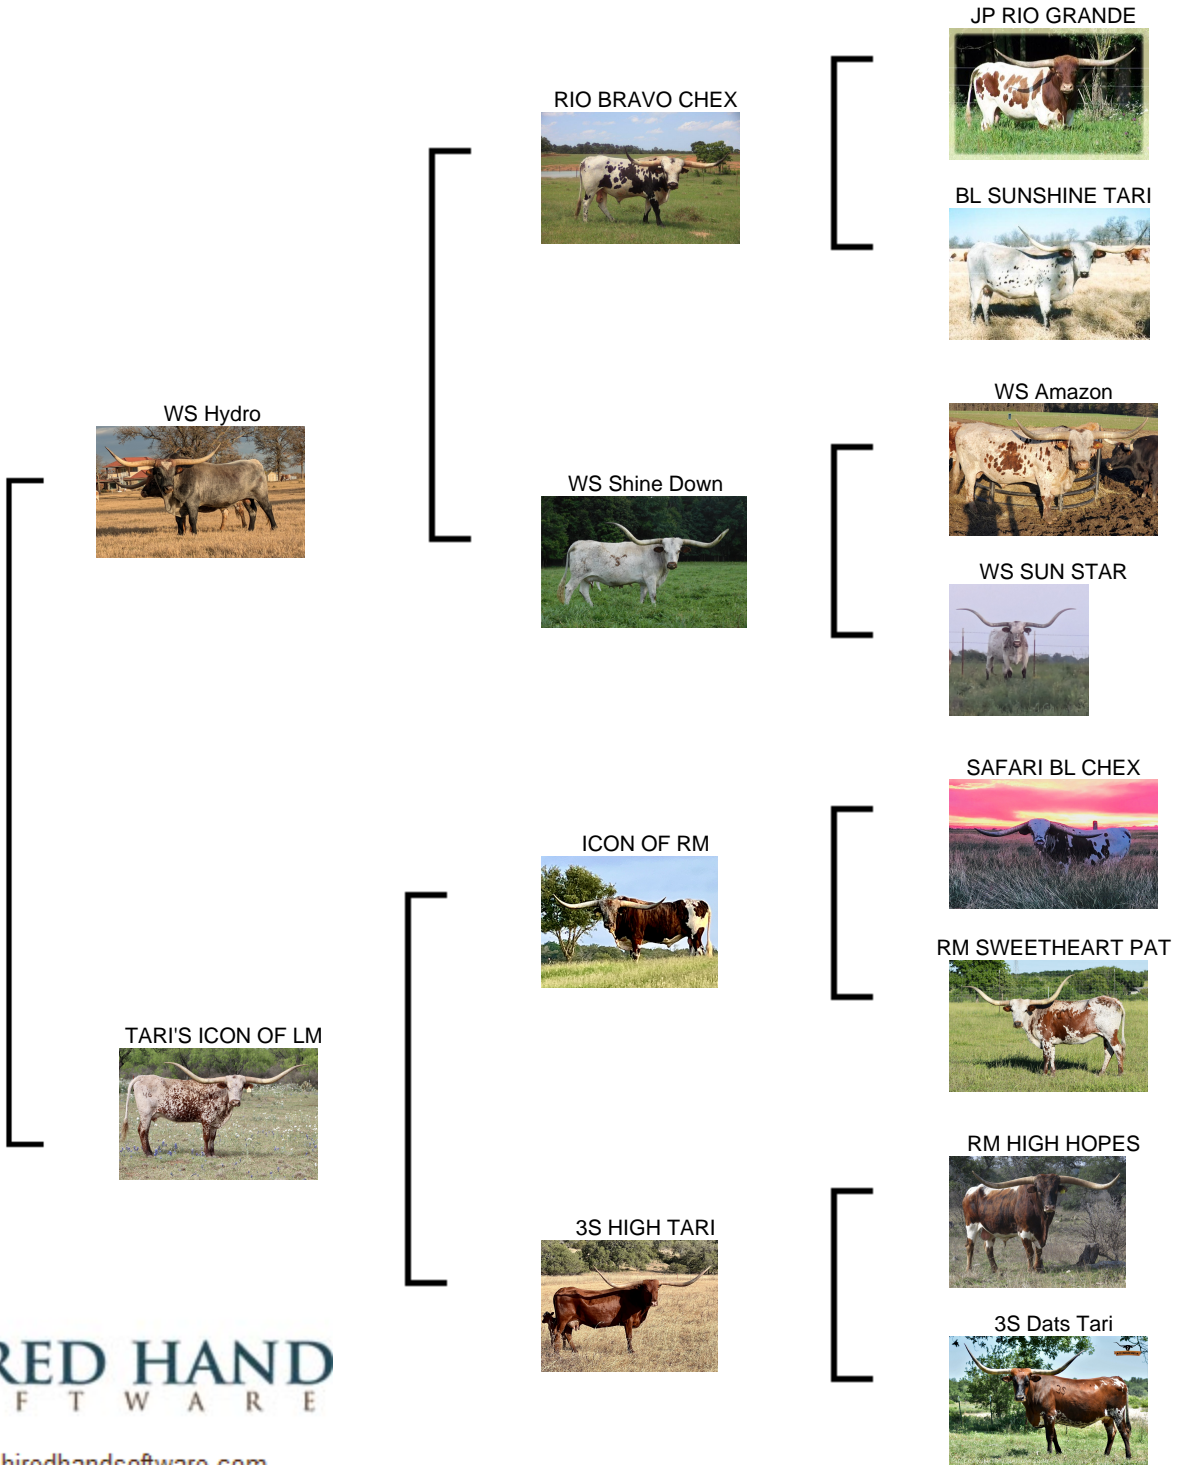 JP RIO GRANDE
RIO BRAVO CHEX
BL SUNSHINE TARI
WS Amazon
WS Hydro
WS Shine Down
WS SUN STAR
SAFARI BL CHEX
ICON OF RM
RM SWEETHEART PAT
TARI'S ICON OF LM
RM HIGH HOPES
3S HIGH TARI
3S Dats Tari
RED HAND
F T W A R E
hiredhandsoftware.com